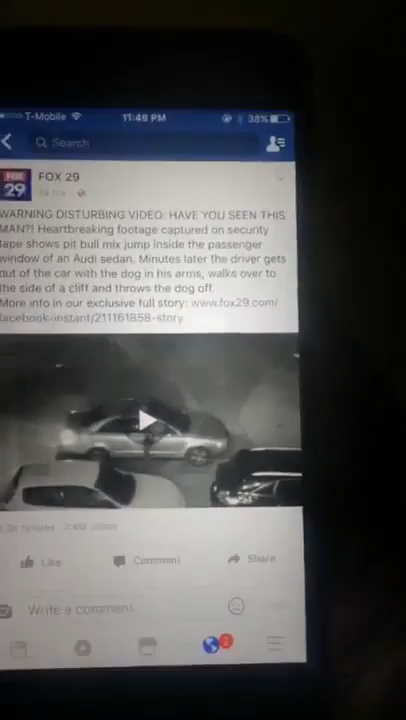 T-Mobile 11:48 PM 38%
Search
FOX 29
FOX 29
WARNING DISTURBING VIDEO: HAVE YOU SEEN THIS
MAN?! Heartbreaking footage captured on security
tape shows pit bull mix jump inside the passenger
window of an Audi sedan. Minutes later the driver gets
out of the car with the dog in his arms, walks over to
the side of a cliff and throws the dog off.
More info in our exclusive full story: www.fox29.com/
facebook-instant/211161858-story
Shares
Like Comment Share
Write a comment...
2